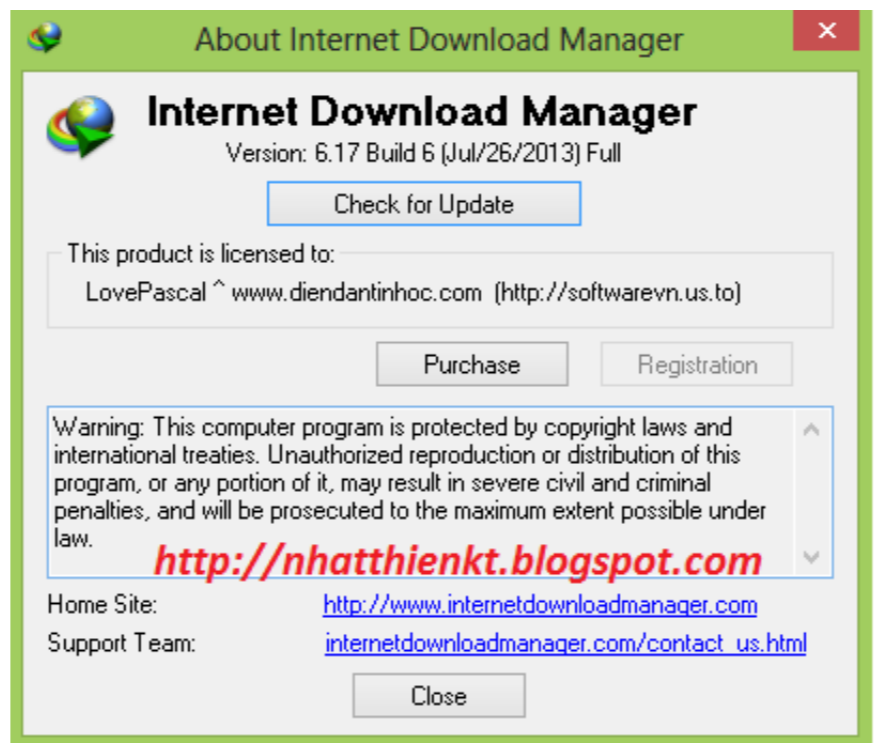 About Internet Download Manager
Internet Download Manager
Version: 6.17 Build 6 (Jul/26/2013) Full
Check for Update
This product is licensed to:
LovePascal ^ www.diendantinhoc.com (http://softwarevn.us.to)
Purchase
Registration
Warning: This computer program is protected by copyright laws and
international treaties. Unauthorized reproduction or distribution of this
program, or any portion of it, may result in severe civil and criminal
penalties, and will be prosecuted to the maximum extent possible under
law.
http://nhatthienkt.blogspot.com
Home Site: http://www.internetdownloadmanager.com
Support Team: internetdownloadmanager.com/contact_us.html
Close